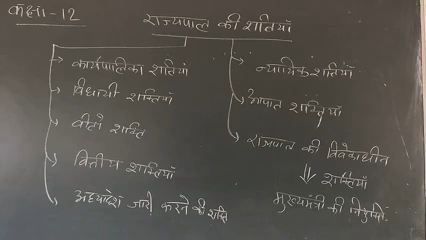 कक्षा - 12
राज्यपाल की शक्तियाँ
कार्यपालिका शक्तियां
विधायी शक्तियां
वीटो शक्ति
वित्तीय शक्तियाँ
अध्यादेश जारी करने की शक्ति
न्यायिक शक्तियाँ
आपात शक्तियाँ
राज्यपाल की विवेकाधीन
शक्तियाँ
मुख्यमंत्री की